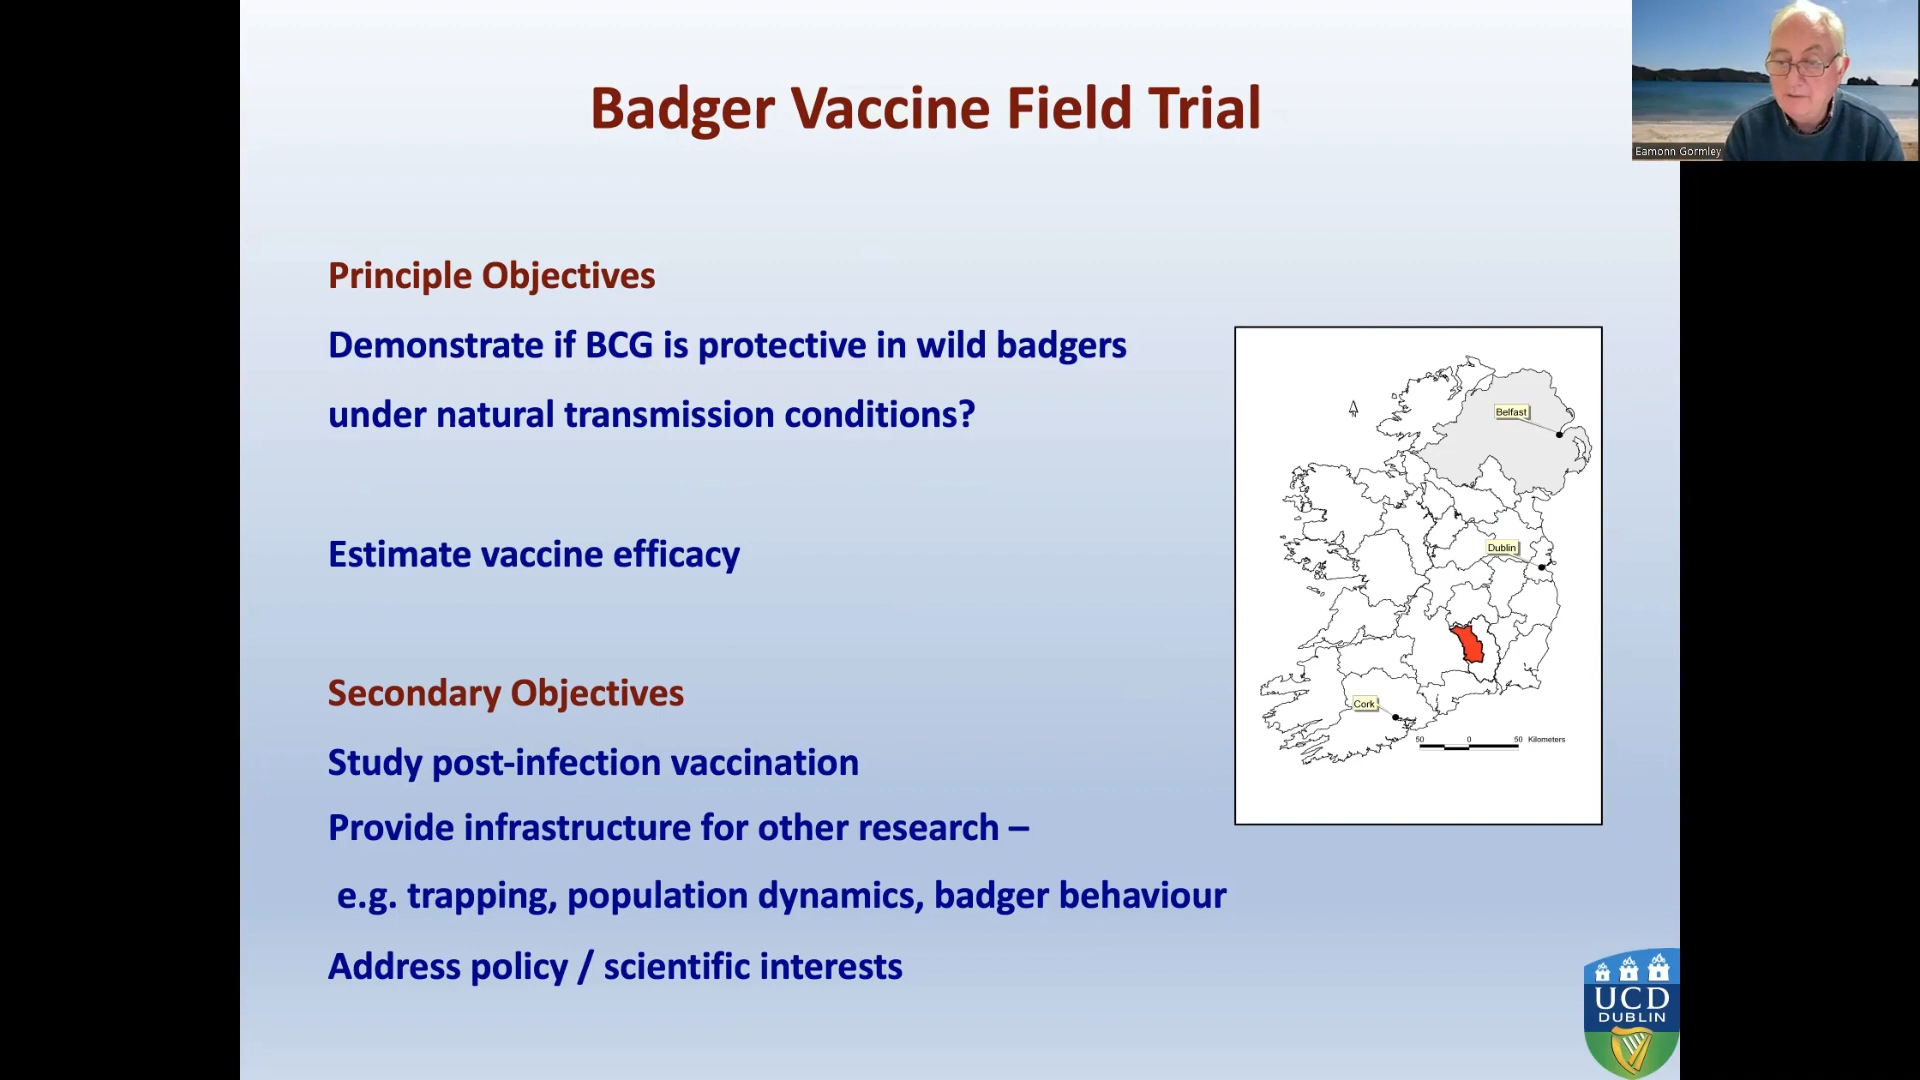 Badger Vaccine Field Trial
Eamonn Gormley
Principle Objectives
Demonstrate if BCG is protective in wild badgers
under natural transmission conditions?
Estimate vaccine efficacy
Secondary Objectives
Study post-infection vaccination
Provide infrastructure for other research –
e.g. trapping, population dynamics, badger behaviour
Address policy / scientific interests
N
Belfast
Dublin
Cork
50 0 50 Kilometers
UCD
DUBLIN